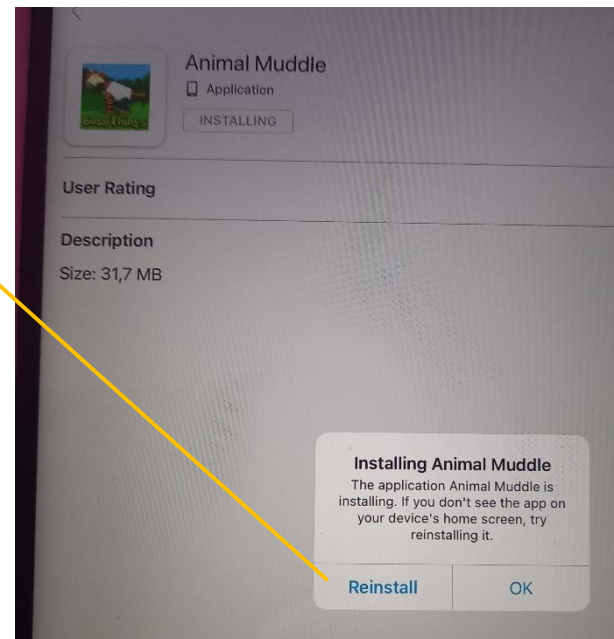 Animal Muddle
Application
INSTALLING
User Rating
Description
Size: 31,7 MB
Installing Animal Muddle
The application Animal Muddle is
installing. If you don't see the app on
your device's home screen, try
reinstalling it.
Reinstall
OK